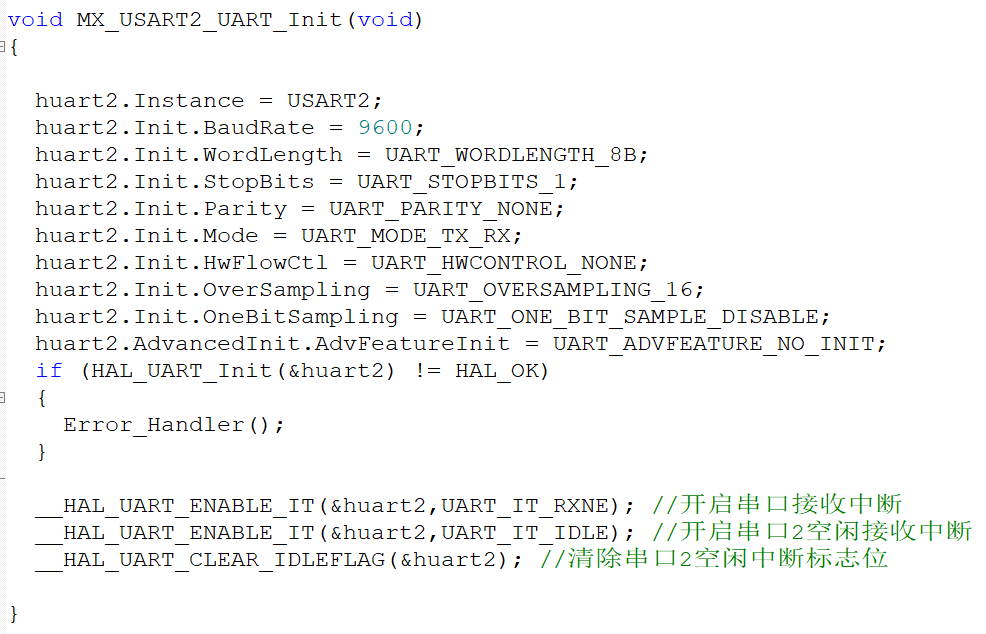 void MX_USART2_UART_Init(void)
{
huart2.Instance = USART2;
huart2.Init.BaudRate = 9600;
huart2.Init.WordLength = UART_WORDLENGTH_8B;
huart2.Init.StopBits = UART_STOPBITS_1;
huart2.Init.Parity = UART_PARITY_NONE;
huart2.Init.Mode = UART_MODE_TX_RX;
huart2.Init.HwFlowCtl = UART_HWCONTROL_NONE;
huart2.Init.OverSampling = UART_OVERSAMPLING_16;
huart2.Init.OneBitSampling = UART_ONE_BIT_SAMPLE_DISABLE;
huart2.AdvancedInit.AdvFeatureInit = UART_ADVFEATURE_NO_INIT;
if (HAL_UART_Init(&huart2) != HAL_OK)
{
Error_Handler();
}
__HAL_UART_ENABLE_IT(&huart2,UART_IT_RXNE); //开启串口接收中断
__HAL_UART_ENABLE_IT(&huart2,UART_IT_IDLE); //开启串口2空闲接收中断
__HAL_UART_CLEAR_IDLEFLAG(&huart2); //清除串口2空闲中断标志位
}